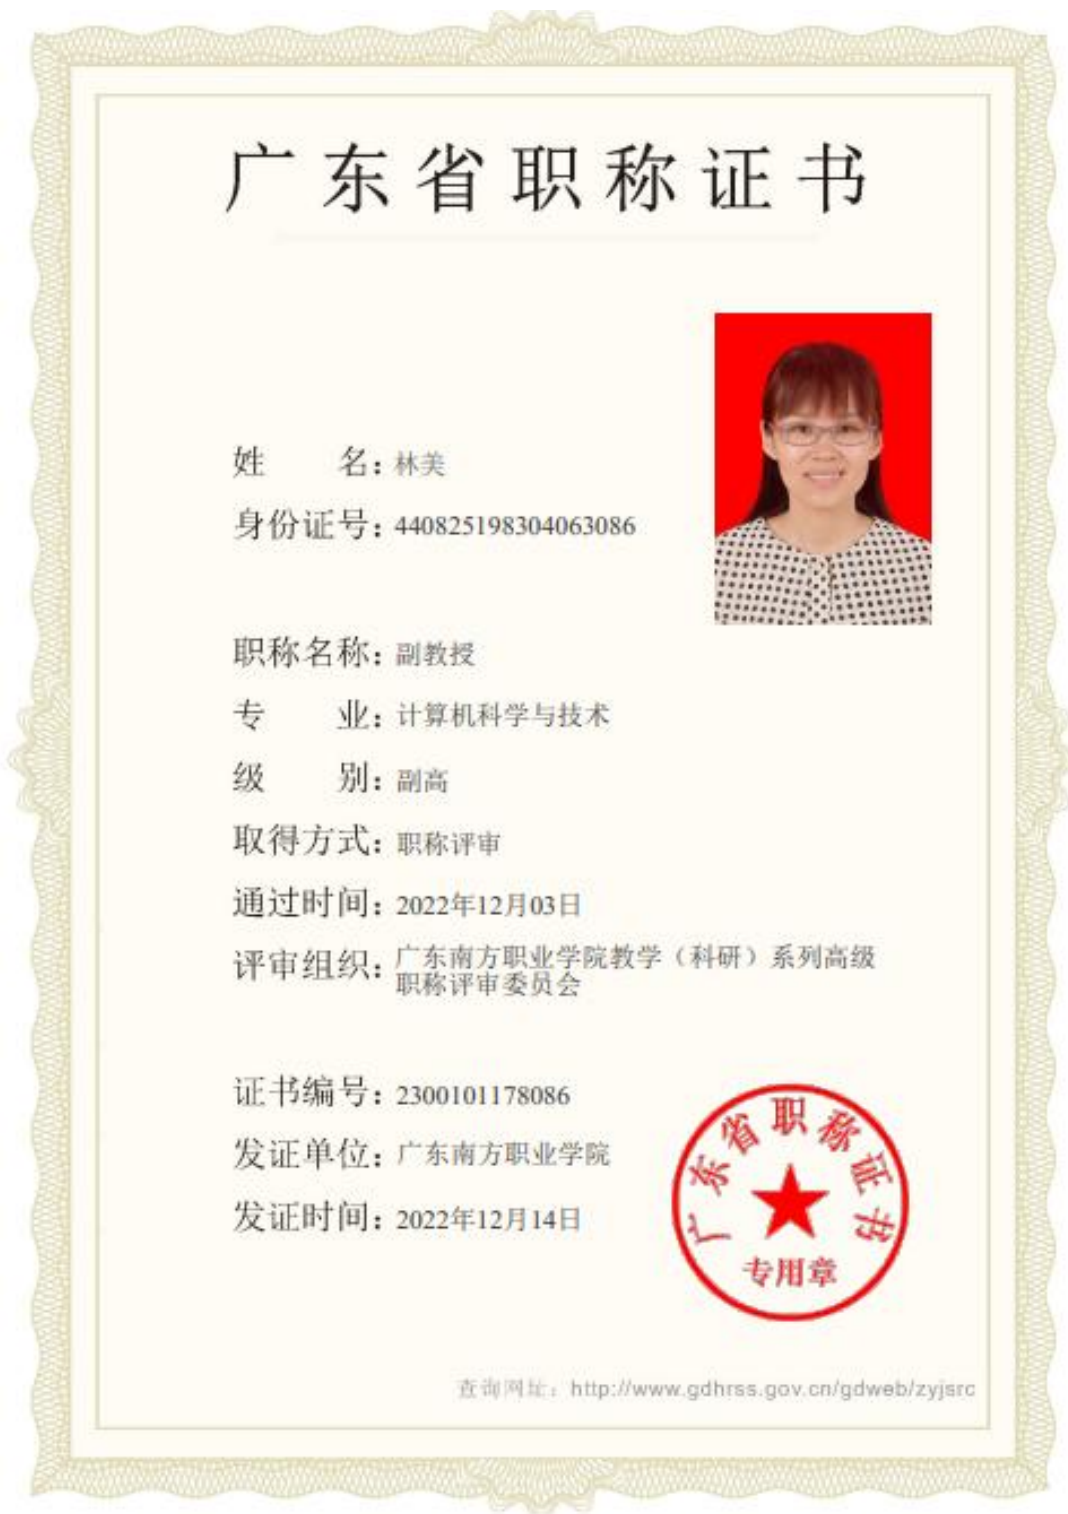 广东省职称证书
姓 名：林美
身份证号：440825198304063086
职称名称：副教授
专 业：计算机科学与技术
级 别：副高
取得方式：职称评审
通过时间：2022年12月03日
评审组织：广东南方职业学院教学（科研）系列高级
职称评审委员会
证书编号：2300101178086
发证单位：广东南方职业学院
发证时间：2022年12月14日
广东省职称证书
专用章
查询网址：http://www.gdhrss.gov.cn/gdweb/zyjsrc